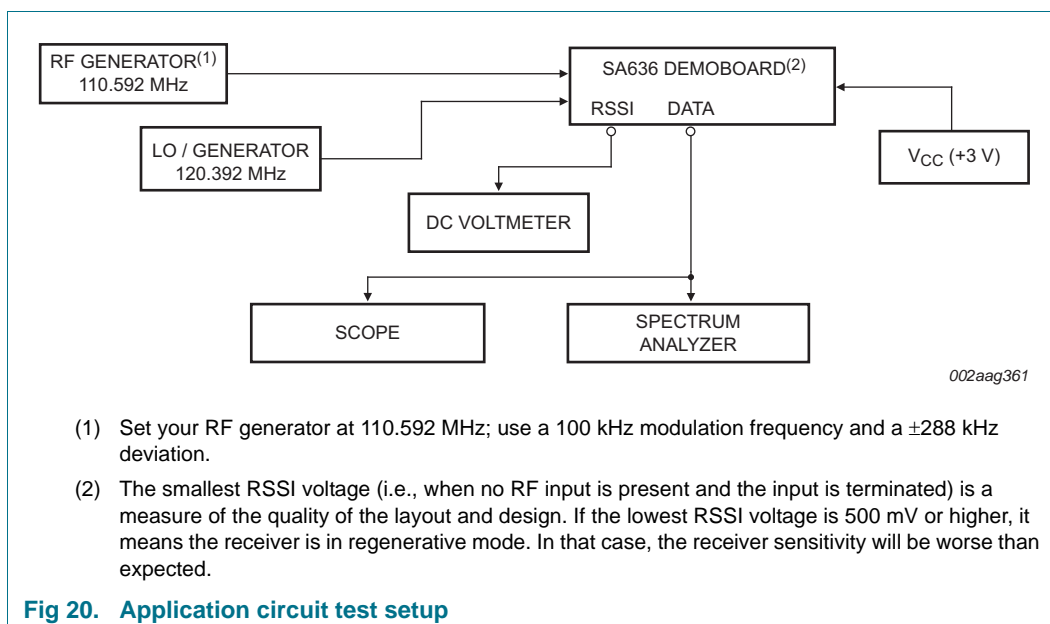 RF GENERATOR(1)
110.592 MHz
SA636 DEMOBOARD(2)
RSSI DATA
LO / GENERATOR
120.392 MHz
VCC (+3 V)
DC VOLTMETER
SCOPE
SPECTRUM
ANALYZER
002aag361
(1) Set your RF generator at 110.592 MHz; use a 100 kHz modulation frequency and a ±288 kHz
deviation.
(2) The smallest RSSI voltage (i.e., when no RF input is present and the input is terminated) is a
measure of the quality of the layout and design. If the lowest RSSI voltage is 500 mV or higher, it
means the receiver is in regenerative mode. In that case, the receiver sensitivity will be worse than
expected.
Fig 20. Application circuit test setup